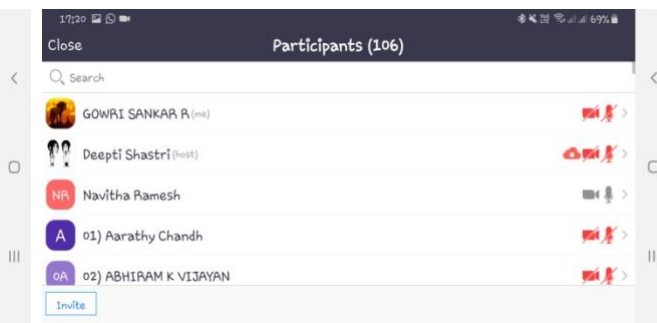 17:20 69%
Close Participants (106)
Search
GOWRI SANKAR R (me)
Deepti Shastri (host)
NR Navitha Ramesh
A 01) Aarathy Chandh
0A 02) ABHIRAM K VIJAYAN
Invite